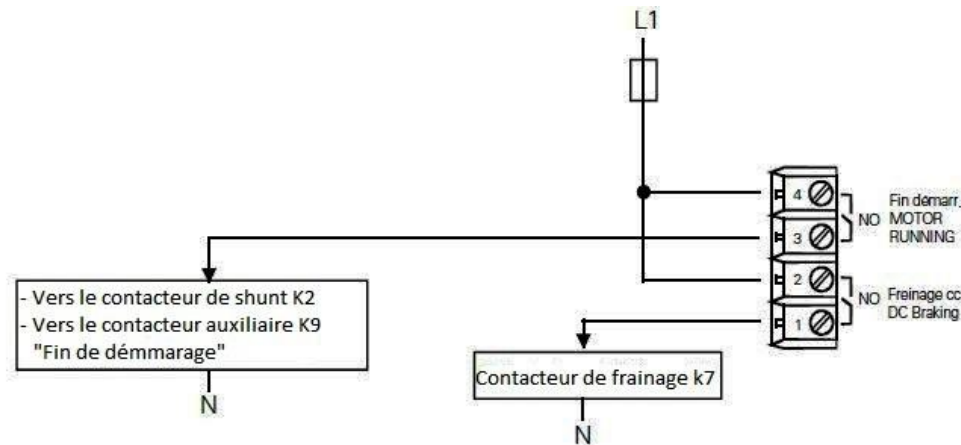 L1
4
3
2
1
NO
Fin démarr.
MOTOR
RUNNING
NO
Freinage cc
DC Braking
- Vers le contacteur de shunt K2
- Vers le contacteur auxiliaire K9
"Fin de démmarage"
N
Contacteur de frainage k7
N